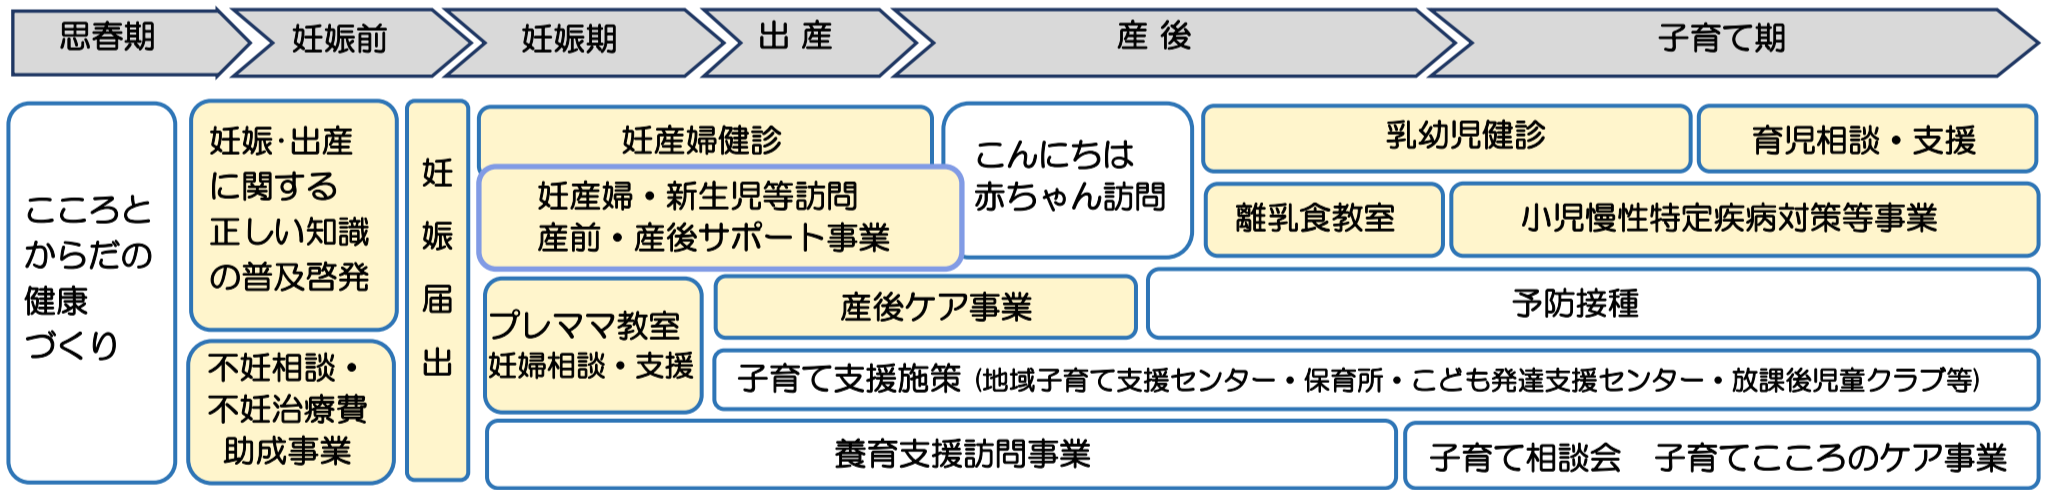 思春期
妊娠前
妊娠期
出 産
産 後
子育て期
こころと
からだの
健康
づくり
妊娠・出産
に関する
正しい知識
の普及啓発
不妊相談・
不妊治療費
助成事業
妊
娠
届
出
妊産婦健診
妊産婦・新生児等訪問
産前・産後サポート事業
プレママ教室
妊婦相談・支援
こんにちは
赤ちゃん訪問
乳幼児健診
育児相談・支援
離乳食教室
小児慢性特定疾病対策等事業
産後ケア事業
予防接種
子育て支援施策 (地域子育て支援センター・保育所・こども発達支援センター・放課後児童クラブ等)
養育支援訪問事業
子育て相談会　子育てこころのケア事業